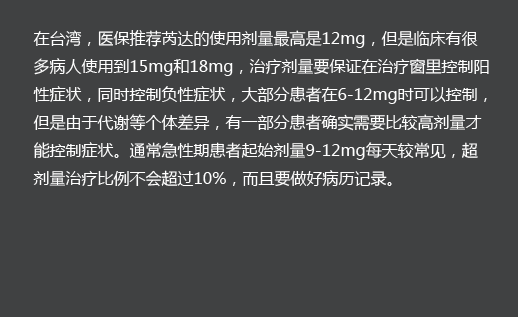 在台湾，医保推荐芮达的使用剂量最高是12mg，但是临床有很
多病人使用到15mg和18mg，治疗剂量要保证在治疗窗里控制阳
性症状，同时控制负性症状，大部分患者在6-12mg时可以控制，
但是由于代谢等个体差异，有一部分患者确实需要比较高剂量才
能控制症状。通常急性期患者起始剂量9-12mg每天较常见，超
剂量治疗比例不会超过10%，而且要做好病历记录。